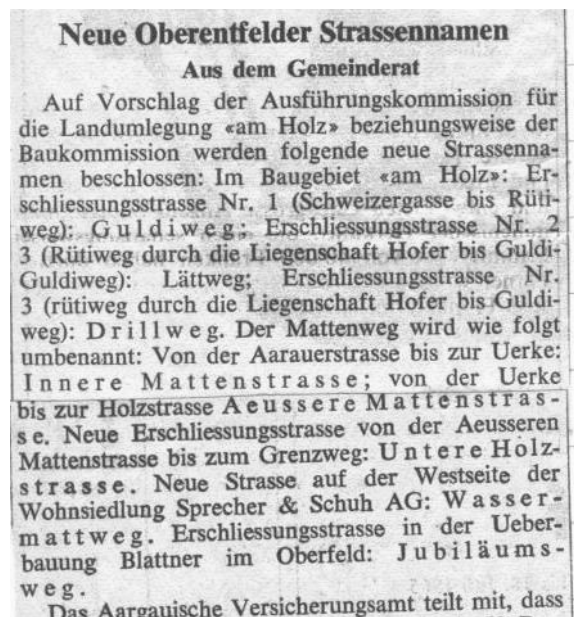 Neue Oberentfelder Strassennamen
Aus dem Gemeinderat
Auf Vorschlag der Ausführungskommission für
die Landumlegung «am Holz» beziehungsweise der
Baukommission werden folgende neue Strassenna-
men beschlossen: Im Baugebiet «am Holz»: Er-
schliessungsstrasse Nr. 1 (Schweizergasse bis Rüti-
weg): Guldiweg; Erschliessungsstrasse Nr. 2
3 (Rütiweg durch die Liegenschaft Hofer bis Guldi-
Guldiweg): Lättweg; Erschliessungsstrasse Nr.
3 (rütiweg durch die Liegenschaft Hofer bis Guldi-
weg): Drillweg. Der Mattenweg wird wie folgt
umbenannt: Von der Aarauerstrasse bis zur Uerke:
Innere Mattenstrasse; von der Uerke
bis zur Holzstrasse Aeussere Mattenstras-
se. Neue Erschliessungsstrasse von der Aeusseren
Mattenstrasse bis zum Grenzweg: Untere Holz-
strasse. Neue Strasse auf der Westseite der
Wohnsiedlung Sprecher & Schuh AG: Wasser-
mattweg. Erschliessungsstrasse in der Ueber-
bauung Blattner im Oberfeld: Jubiläums-
weg.
Das Aargauische Versicherungsamt teilt mit, dass